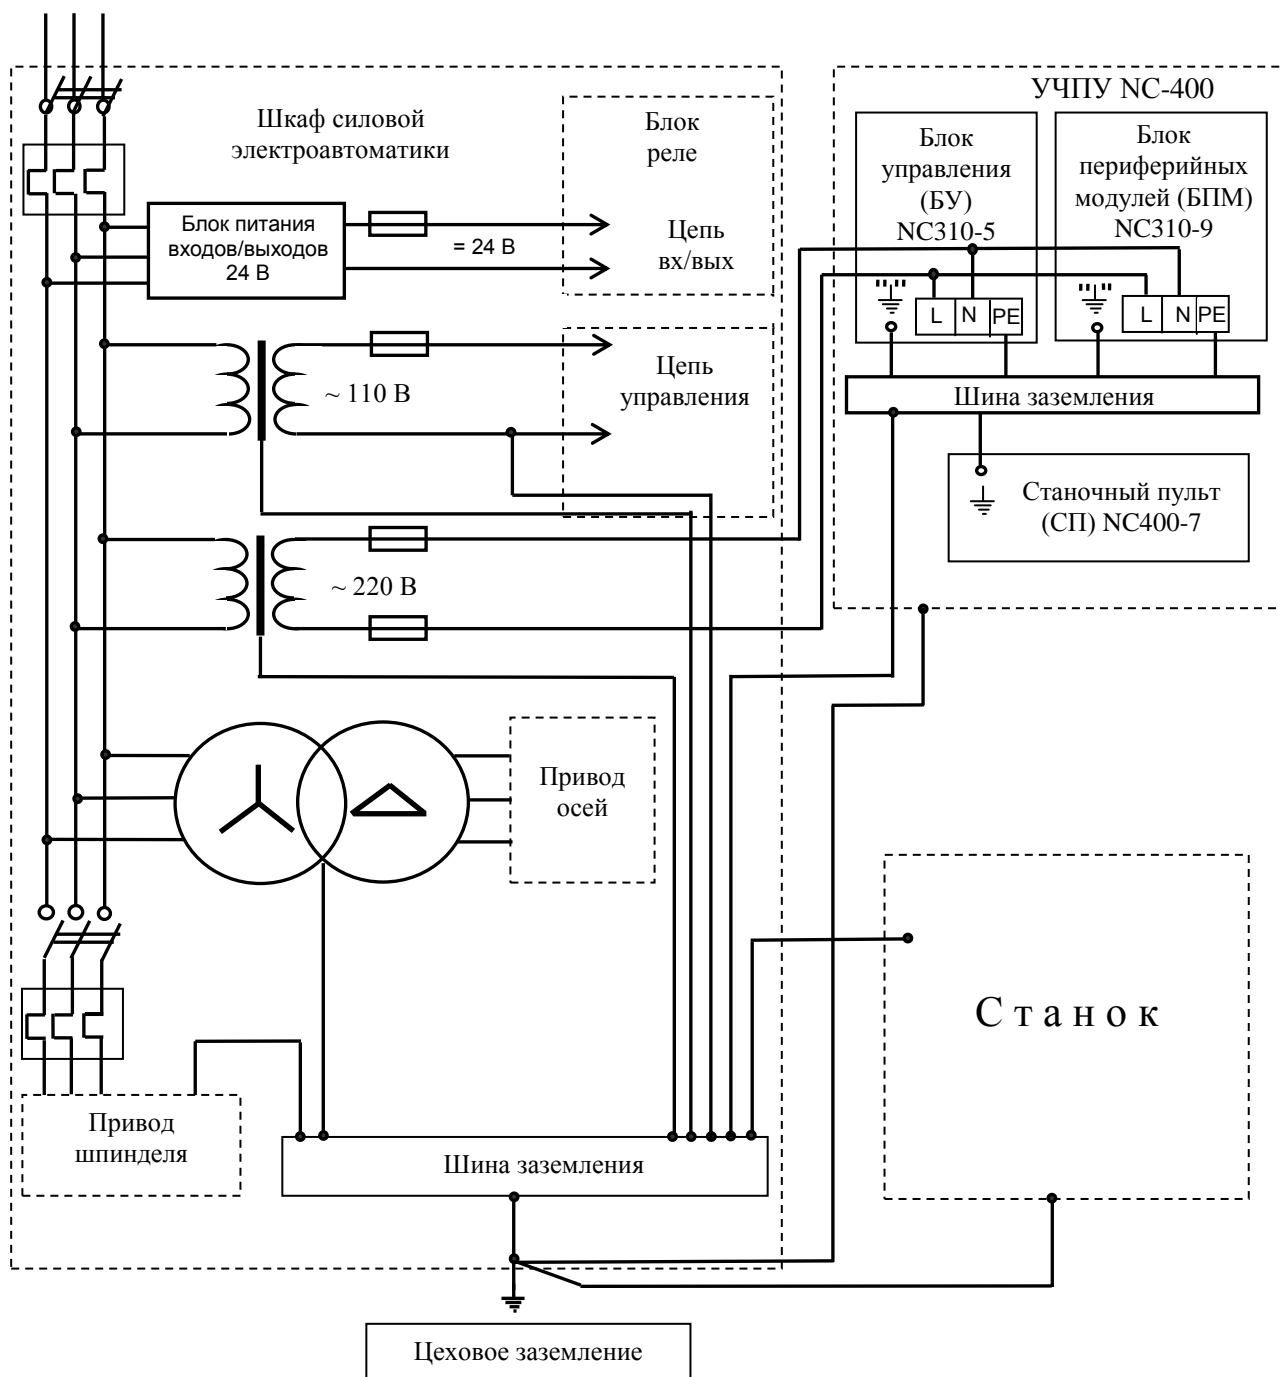 УЧПУ NC-400
Шкаф силовой
электроавтоматики
Блок
реле
Цепь
вх/вых
Блок
управления
(БУ)
NC310-5
Блок
периферийных
модулей (БПМ)
NC310-9
Блок питания
входов/выходов
24 В
= 24 В
L N PE
L N PE
Шина заземления
~ 110 В
Цепь
управления
Станочный пульт
(СП) NC400-7
~ 220 В
Привод
осей
Станок
Привод
шпинделя
Шина заземления
Цеховое заземление